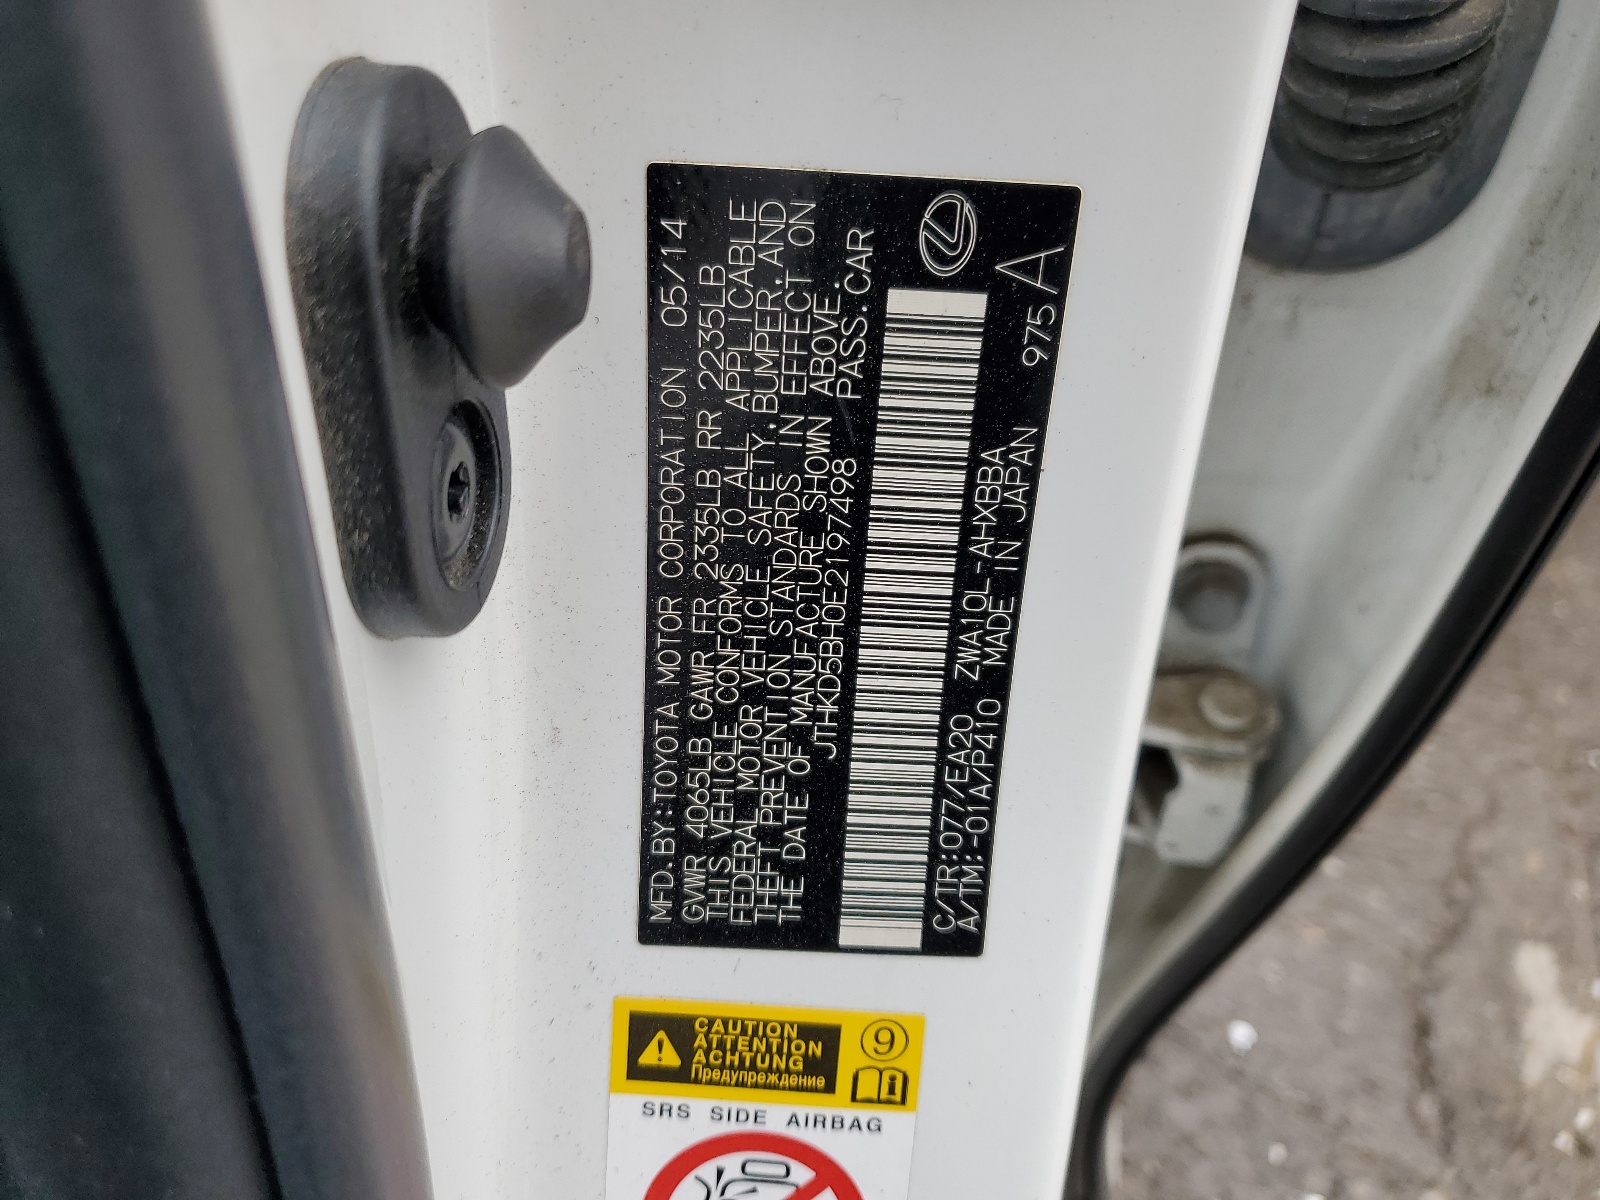 MFD.BY:TOYOTA MOTOR CORPORATION 05/14
GVWR 4065LB GAWR FR 2335LB RR 2235LB
THIS VEHICLE CONFORMS TO ALL APPLICABLE
FEDERAL MOTOR VEHICLE SAFETY,BUMPER,AND
THEFT PREVENTION STANDARDS IN EFFECT ON
THE DATE OF MANUFACTURE SHOWN ABOVE.
JTHKD5BH0E2197498 PASS.CAR
C/TR:077/EA20 ZWA10L-AHXBBA
A/TM:-01A/P410 MADE IN JAPAN 975 A
CAUTION
ATTENTION
ACHTUNG
Предупреждение
9
i
SRS SIDE AIRBAG